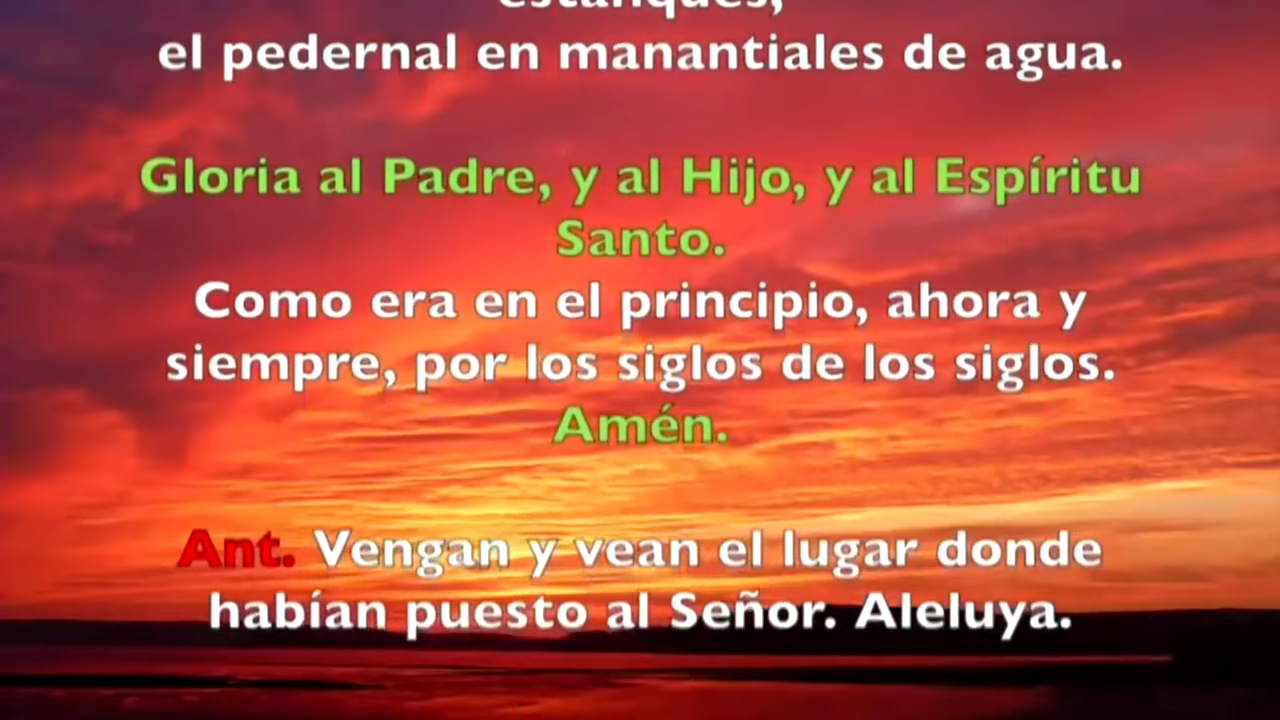 estanques,
el pedernal en manantiales de agua.
Gloria al Padre, y al Hijo, y al Espíritu
Santo.
Como era en el principio, ahora y
siempre, por los siglos de los siglos.
Amén.
Ant. Vengan y vean el lugar donde
habían puesto al Señor. Aleluya.